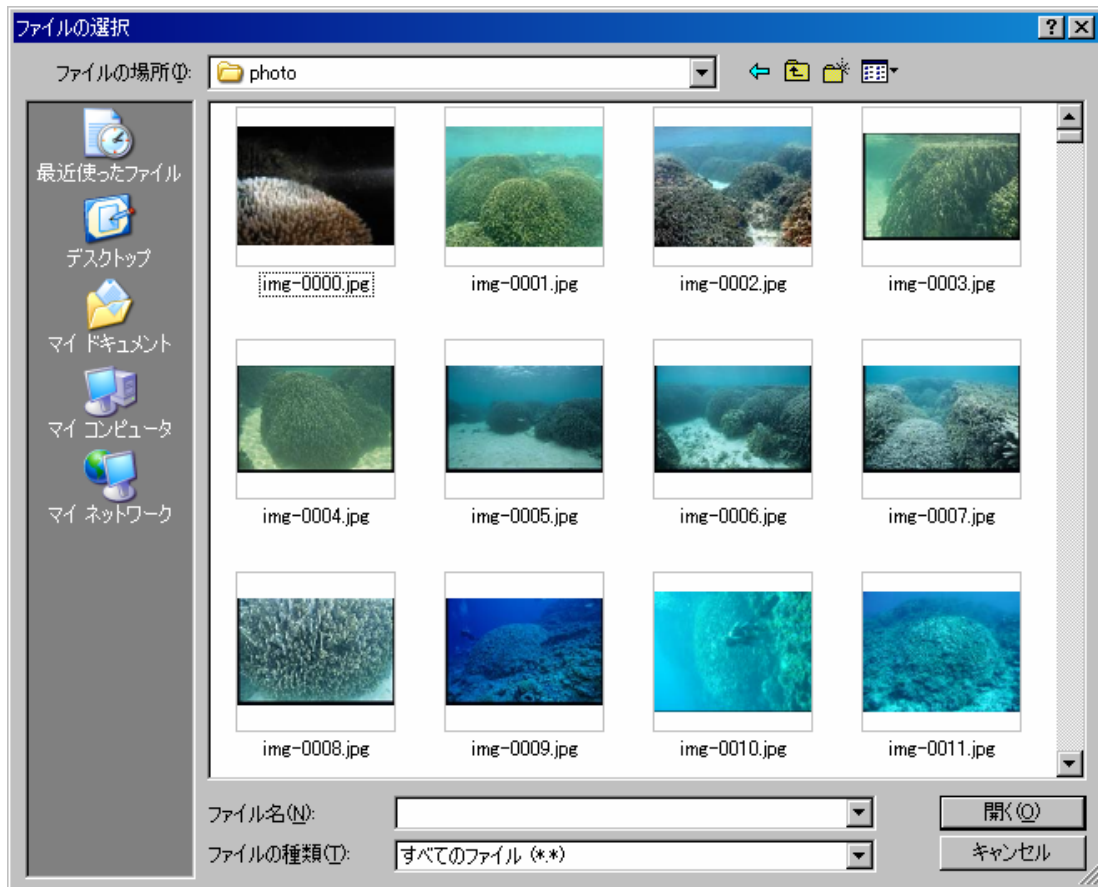 ファイルの選択
ファイルの場所(I):
photo
最近使ったファイル
デスクトップ
マイ ドキュメント
マイ コンピュータ
マイ ネットワーク
img-0000.jpg img-0001.jpg img-0002.jpg img-0003.jpg
img-0004.jpg img-0005.jpg img-0006.jpg img-0007.jpg
img-0008.jpg img-0009.jpg img-0010.jpg img-0011.jpg
ファイル名(N): 開く(O)
ファイルの種類(T): すべてのファイル (*.*) キャンセル